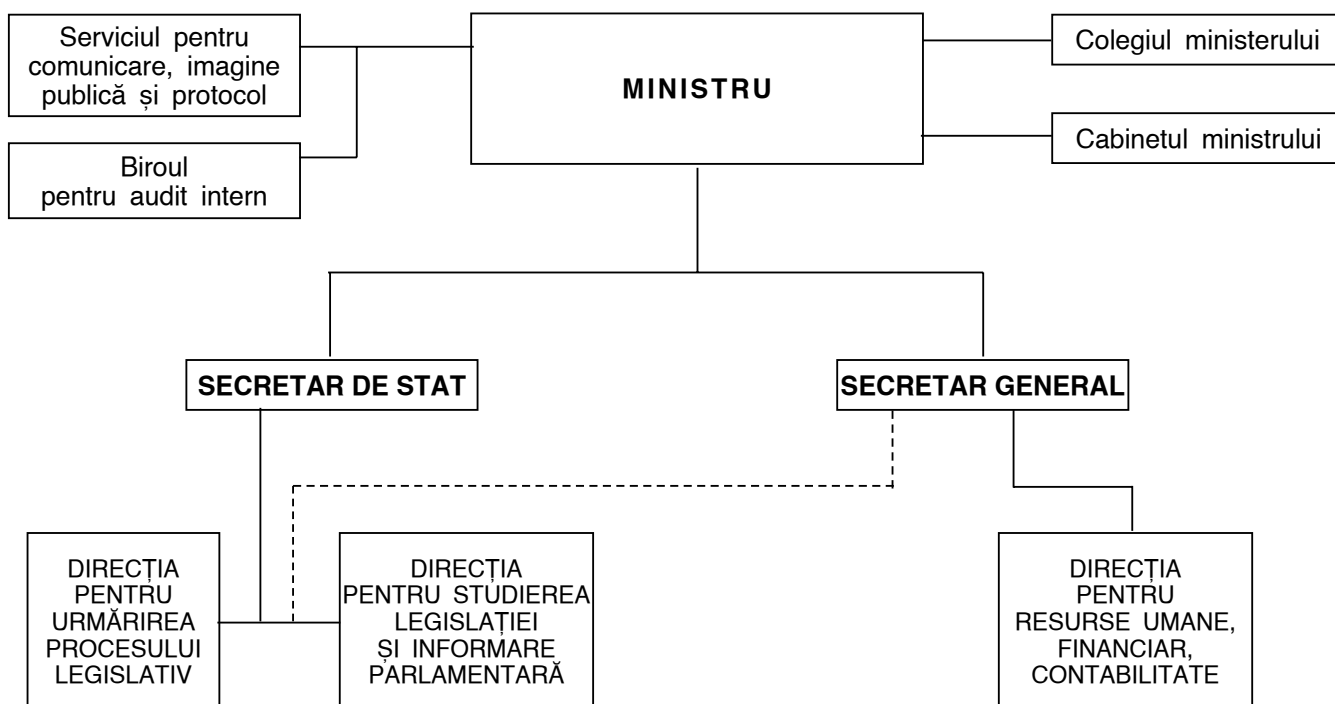 Serviciul pentru
comunicare, imagine
publică și protocol
Biroul
pentru audit intern
MINISTRU
Colegiul ministerului
Cabinetul ministrului
SECRETAR DE STAT
SECRETAR GENERAL
DIRECȚIA
PENTRU
URMĂRIREA
PROCESULUI
LEGISLATIV
DIRECȚIA
PENTRU STUDIEREA
LEGISLAȚIEI
ȘI INFORMARE
PARLAMENTARĂ
DIRECȚIA
PENTRU
RESURSE UMANE,
FINANCIAR,
CONTABILITATE